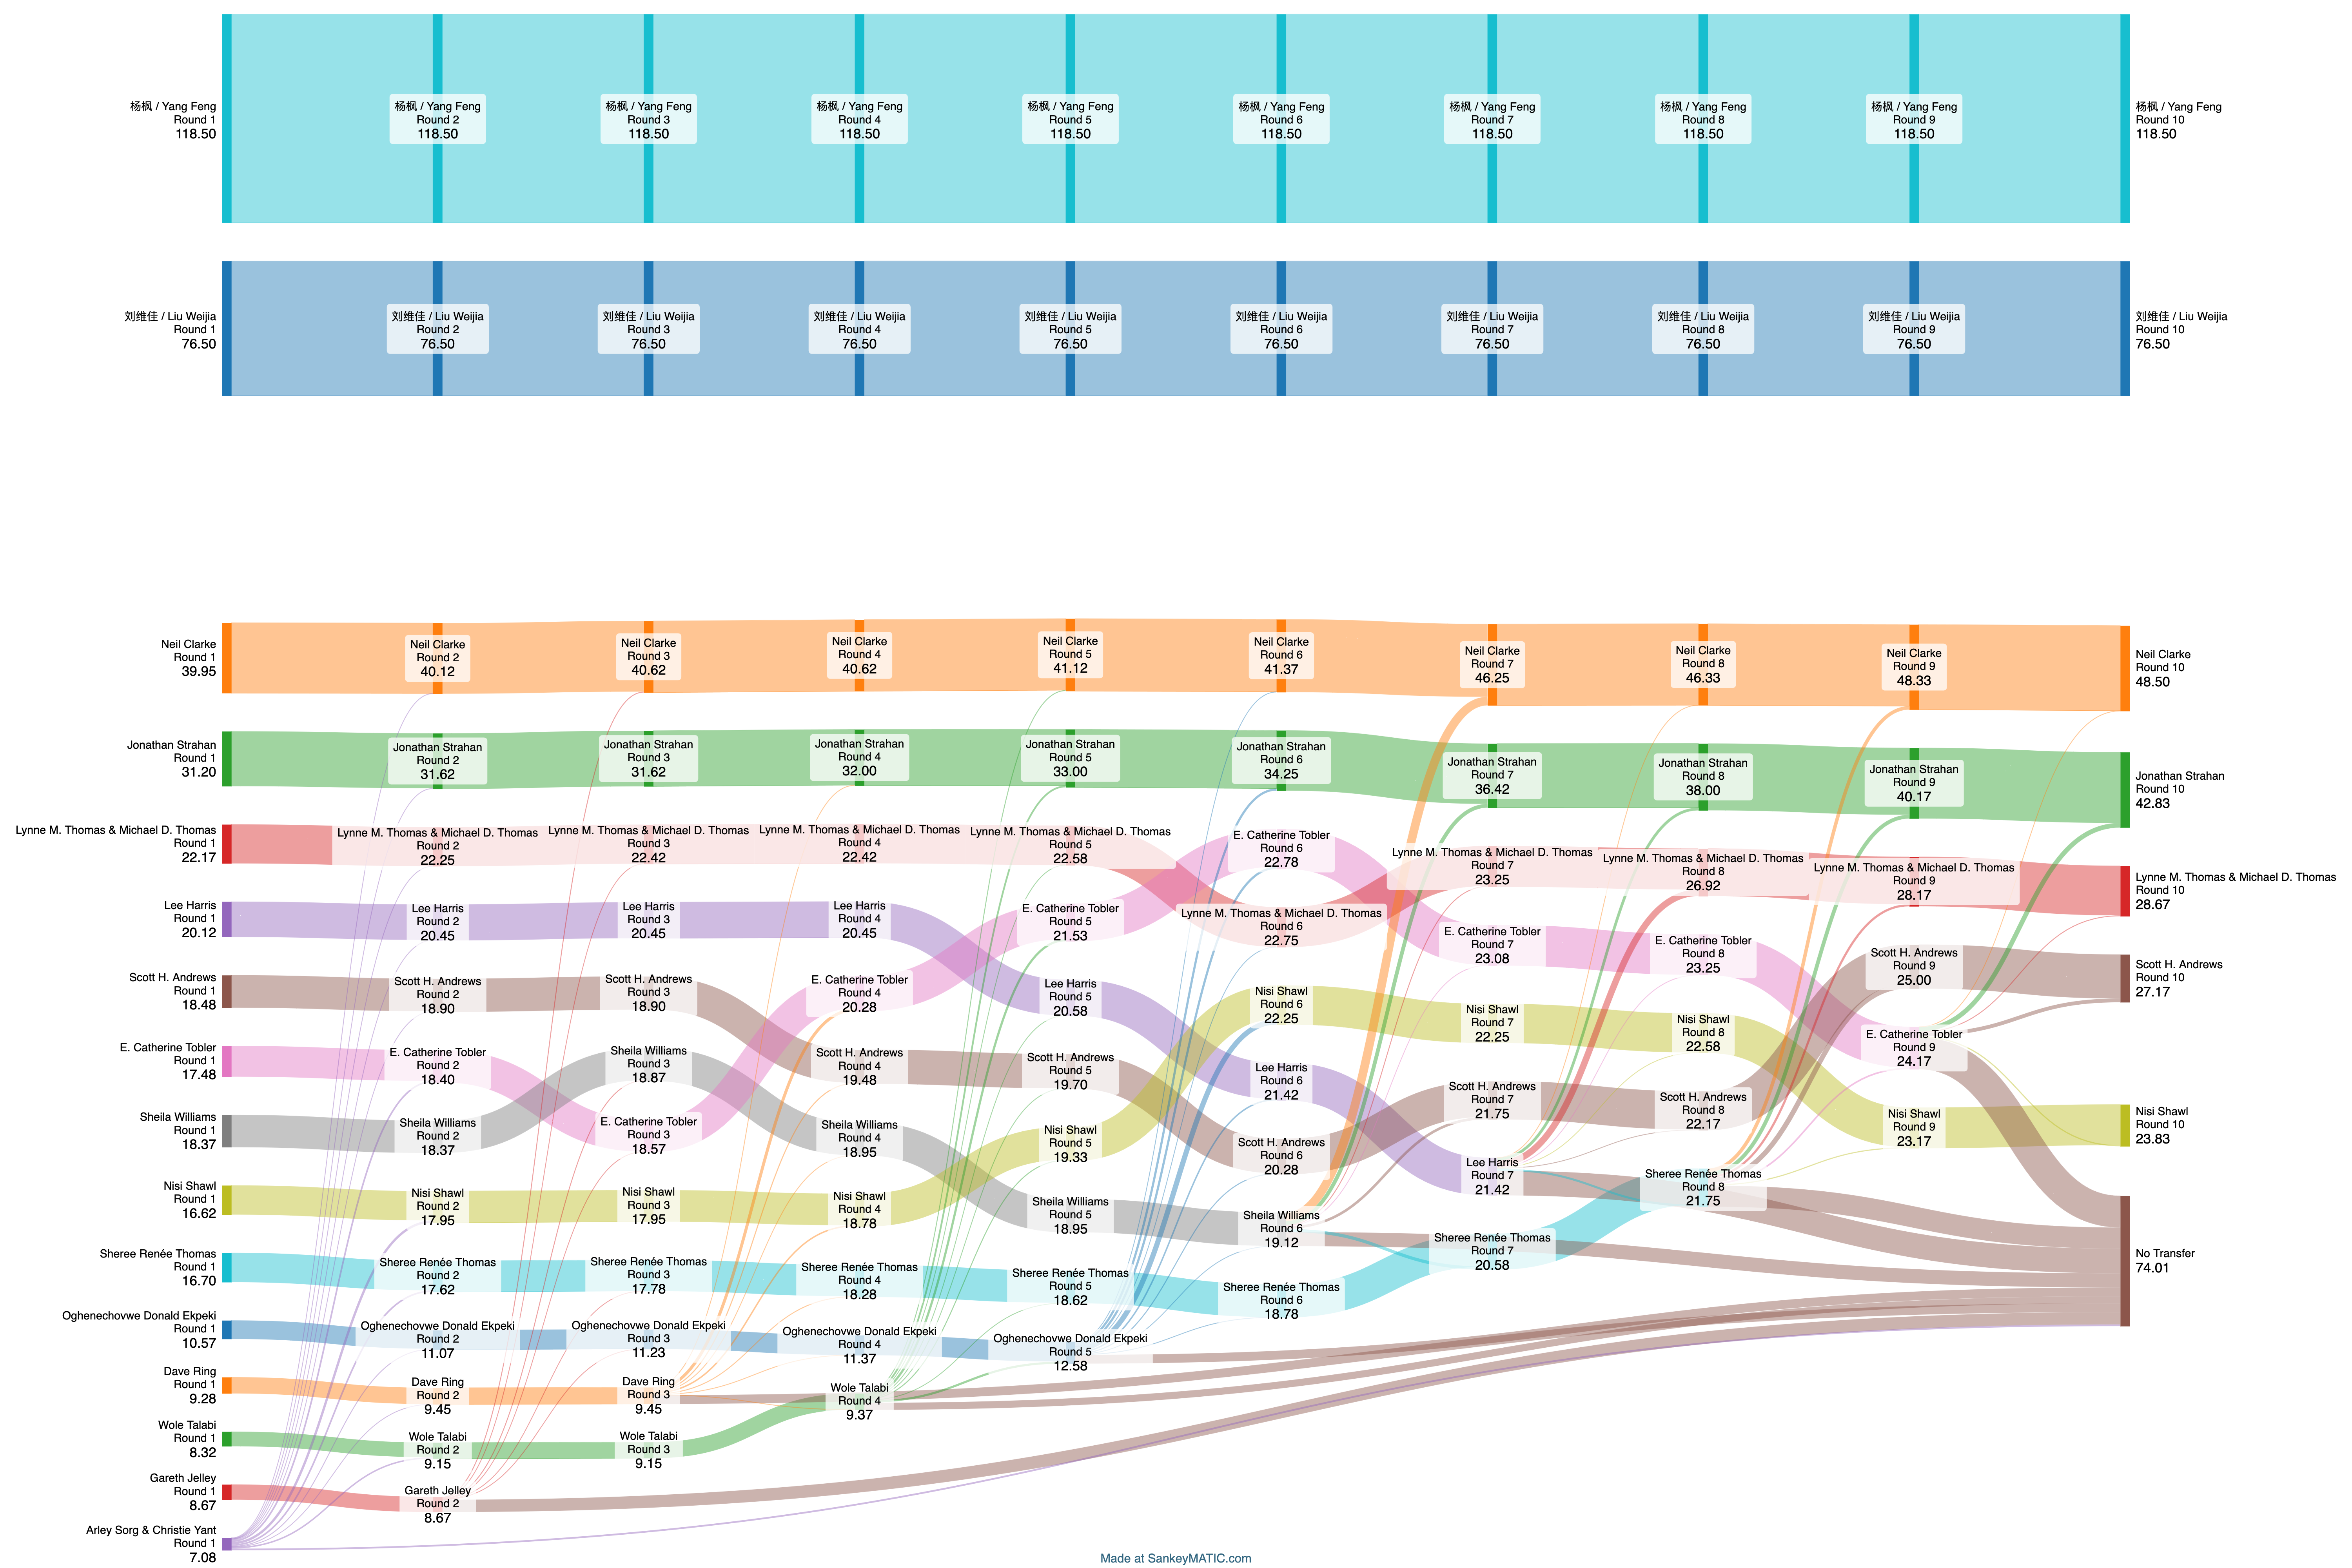 杨枫 / Yang Feng
Round 1
118.50
杨枫 / Yang Feng
Round 2
118.50
杨枫 / Yang Feng
Round 3
118.50
杨枫 / Yang Feng
Round 4
118.50
杨枫 / Yang Feng
Round 5
118.50
杨枫 / Yang Feng
Round 6
118.50
杨枫 / Yang Feng
Round 7
118.50
杨枫 / Yang Feng
Round 8
118.50
杨枫 / Yang Feng
Round 9
118.50
杨枫 / Yang Feng
Round 10
118.50
刘维佳 / Liu Weijia
Round 1
76.50
刘维佳 / Liu Weijia
Round 2
76.50
刘维佳 / Liu Weijia
Round 3
76.50
刘维佳 / Liu Weijia
Round 4
76.50
刘维佳 / Liu Weijia
Round 5
76.50
刘维佳 / Liu Weijia
Round 6
76.50
刘维佳 / Liu Weijia
Round 7
76.50
刘维佳 / Liu Weijia
Round 8
76.50
刘维佳 / Liu Weijia
Round 9
76.50
刘维佳 / Liu Weijia
Round 10
76.50
Neil Clarke
Round 1
39.95
Neil Clarke
Round 2
40.12
Neil Clarke
Round 3
40.62
Neil Clarke
Round 4
40.62
Neil Clarke
Round 5
41.12
Neil Clarke
Round 6
41.37
Neil Clarke
Round 7
46.25
Neil Clarke
Round 8
46.33
Neil Clarke
Round 9
48.33
Neil Clarke
Round 10
48.50
Jonathan Strahan
Round 1
31.20
Jonathan Strahan
Round 2
31.62
Jonathan Strahan
Round 3
31.62
Jonathan Strahan
Round 4
32.00
Jonathan Strahan
Round 5
33.00
Jonathan Strahan
Round 6
34.25
Jonathan Strahan
Round 7
36.42
Jonathan Strahan
Round 8
38.00
Jonathan Strahan
Round 9
40.17
Jonathan Strahan
Round 10
42.83
Lynne M. Thomas & Michael D. Thomas
Round 1
22.17
Lynne M. Thomas & Michael D. Thomas
Round 2
22.25
Lynne M. Thomas & Michael D. Thomas
Round 3
22.42
Lynne M. Thomas & Michael D. Thomas
Round 4
22.42
Lynne M. Thomas & Michael D. Thomas
Round 5
22.58
Lynne M. Thomas & Michael D. Thomas
Round 6
22.75
Lynne M. Thomas & Michael D. Thomas
Round 7
23.25
Lynne M. Thomas & Michael D. Thomas
Round 8
26.92
Lynne M. Thomas & Michael D. Thomas
Round 9
28.17
Lynne M. Thomas & Michael D. Thomas
Round 10
28.67
Lee Harris
Round 1
20.12
Lee Harris
Round 2
20.45
Lee Harris
Round 3
20.45
Lee Harris
Round 4
20.45
Lee Harris
Round 5
20.58
Lee Harris
Round 6
21.42
Lee Harris
Round 7
21.42
Scott H. Andrews
Round 1
18.48
Scott H. Andrews
Round 2
18.90
Scott H. Andrews
Round 3
18.90
Scott H. Andrews
Round 4
19.48
Scott H. Andrews
Round 5
19.70
Scott H. Andrews
Round 6
20.28
Scott H. Andrews
Round 7
21.75
Scott H. Andrews
Round 8
22.17
Scott H. Andrews
Round 9
25.00
Scott H. Andrews
Round 10
27.17
E. Catherine Tobler
Round 1
17.48
E. Catherine Tobler
Round 2
18.40
E. Catherine Tobler
Round 3
18.57
E. Catherine Tobler
Round 4
20.28
E. Catherine Tobler
Round 5
21.53
E. Catherine Tobler
Round 6
22.78
E. Catherine Tobler
Round 7
23.08
E. Catherine Tobler
Round 8
23.25
E. Catherine Tobler
Round 9
24.17
Sheila Williams
Round 1
18.37
Sheila Williams
Round 2
18.37
Sheila Williams
Round 3
18.87
Sheila Williams
Round 4
18.95
Sheila Williams
Round 5
18.95
Sheila Williams
Round 6
19.12
Nisi Shawl
Round 1
16.62
Nisi Shawl
Round 2
17.95
Nisi Shawl
Round 3
17.95
Nisi Shawl
Round 4
18.78
Nisi Shawl
Round 5
19.33
Nisi Shawl
Round 6
22.25
Nisi Shawl
Round 7
22.25
Nisi Shawl
Round 8
22.58
Nisi Shawl
Round 9
23.17
Nisi Shawl
Round 10
23.83
Sheree Renée Thomas
Round 1
16.70
Sheree Renée Thomas
Round 2
17.62
Sheree Renée Thomas
Round 3
17.78
Sheree Renée Thomas
Round 4
18.28
Sheree Renée Thomas
Round 5
18.62
Sheree Renée Thomas
Round 6
18.78
Sheree Renée Thomas
Round 7
20.58
Sheree Renée Thomas
Round 8
21.75
Oghenechovwe Donald Ekpeki
Round 1
10.57
Oghenechovwe Donald Ekpeki
Round 2
11.07
Oghenechovwe Donald Ekpeki
Round 3
11.23
Oghenechovwe Donald Ekpeki
Round 4
11.37
Oghenechovwe Donald Ekpeki
Round 5
12.58
Dave Ring
Round 1
9.28
Dave Ring
Round 2
9.45
Dave Ring
Round 3
9.45
Wole Talabi
Round 1
8.32
Wole Talabi
Round 2
9.15
Wole Talabi
Round 3
9.15
Wole Talabi
Round 4
9.37
Gareth Jelley
Round 1
8.67
Gareth Jelley
Round 2
8.67
Arley Sorg & Christie Yant
Round 1
7.08
No Transfer
74.01
Made at SankeyMATIC.com